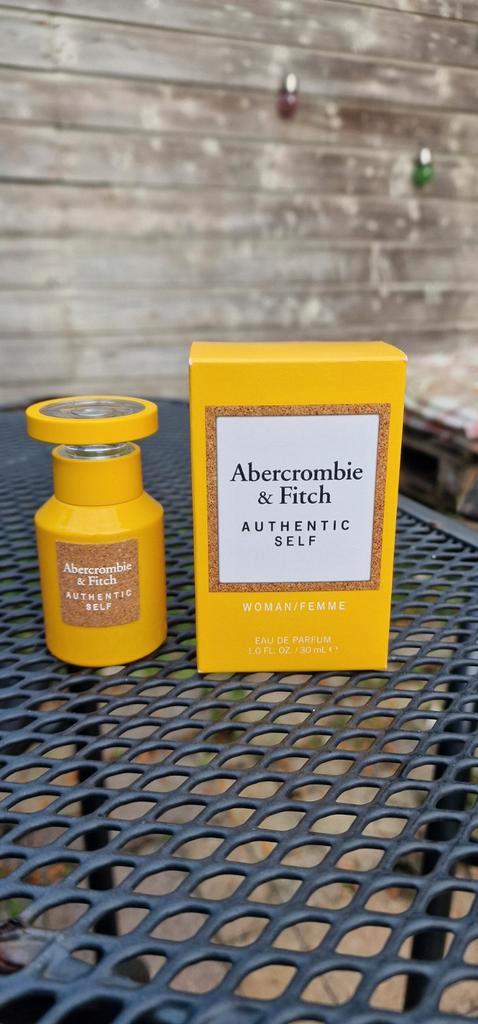 Abercrombie
& Fitch
AUTHENTIC
SELF
Abercrombie
& Fitch
AUTHENTIC
SELF
WOMAN/FEMME
EAU DE PARFUM
1.0 FL. OZ. / 30 mL ℮